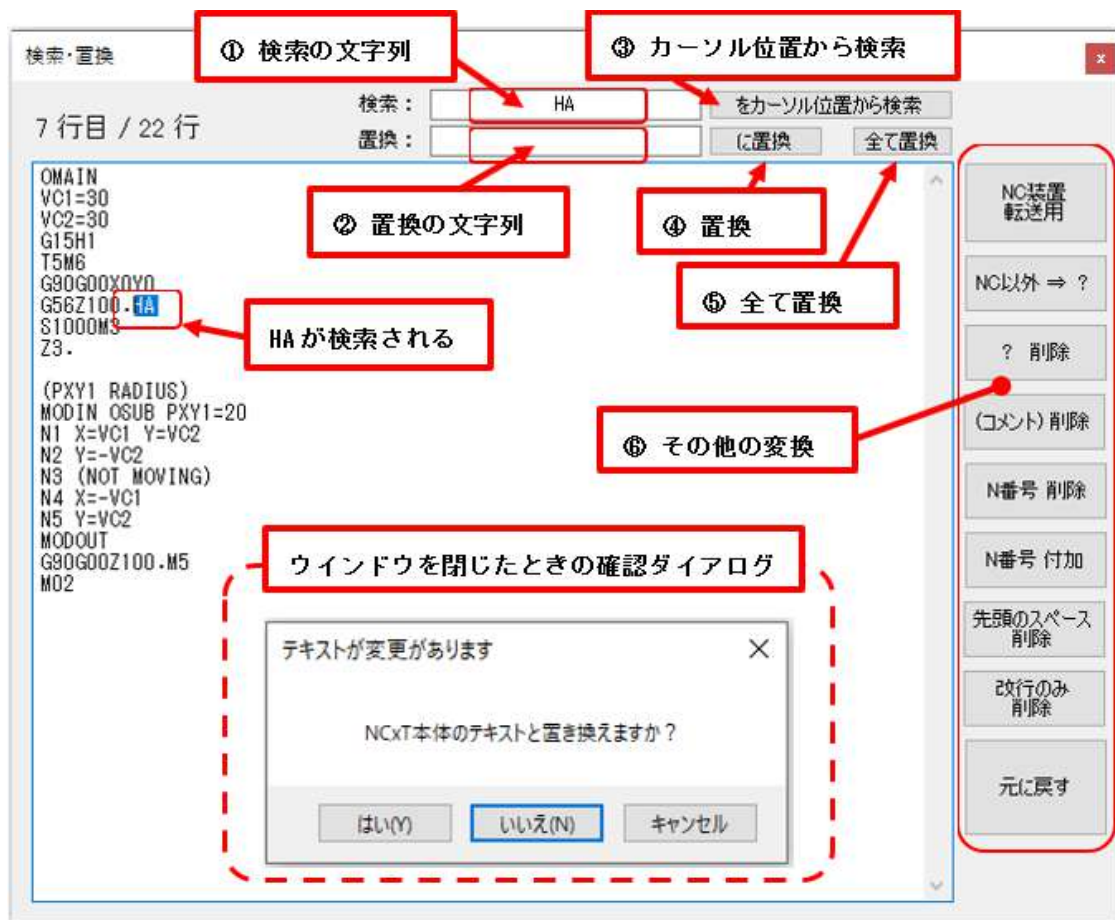 検索・置換
① 検索の文字列
③ カーソル位置から検索
x
7 行目 / 22 行
検索：
HA
をカーソル位置から検索
置換：
に置換
全て置換
② 置換の文字列
④ 置換
⑤ 全て置換
OMAIN
VC1=30
VC2=30
G15H1
T5M6
G90G00X0Y0
G56Z100.HA
S1000M3
Z3.
(PXY1 RADIUS)
MODIN OSUB PXY1=20
N1 X=VC1 Y=VC2
N2 Y=-VC2
N3 (NOT MOVING)
N4 X=-VC1
N5 Y=VC2
MODOUT
G90G00Z100.M5
M02
HAが検索される
⑥ その他の変換
NC装置
転送用
NC以外 ⇒ ?
? 削除
(コメント) 削除
N番号 削除
N番号 付加
先頭のスペース
削除
改行のみ
削除
元に戻す
ウインドウを閉じたときの確認ダイアログ
テキストが変更があります
NCxT本体のテキストと置き換えますか？
はい(Y)
いいえ(N)
キャンセル